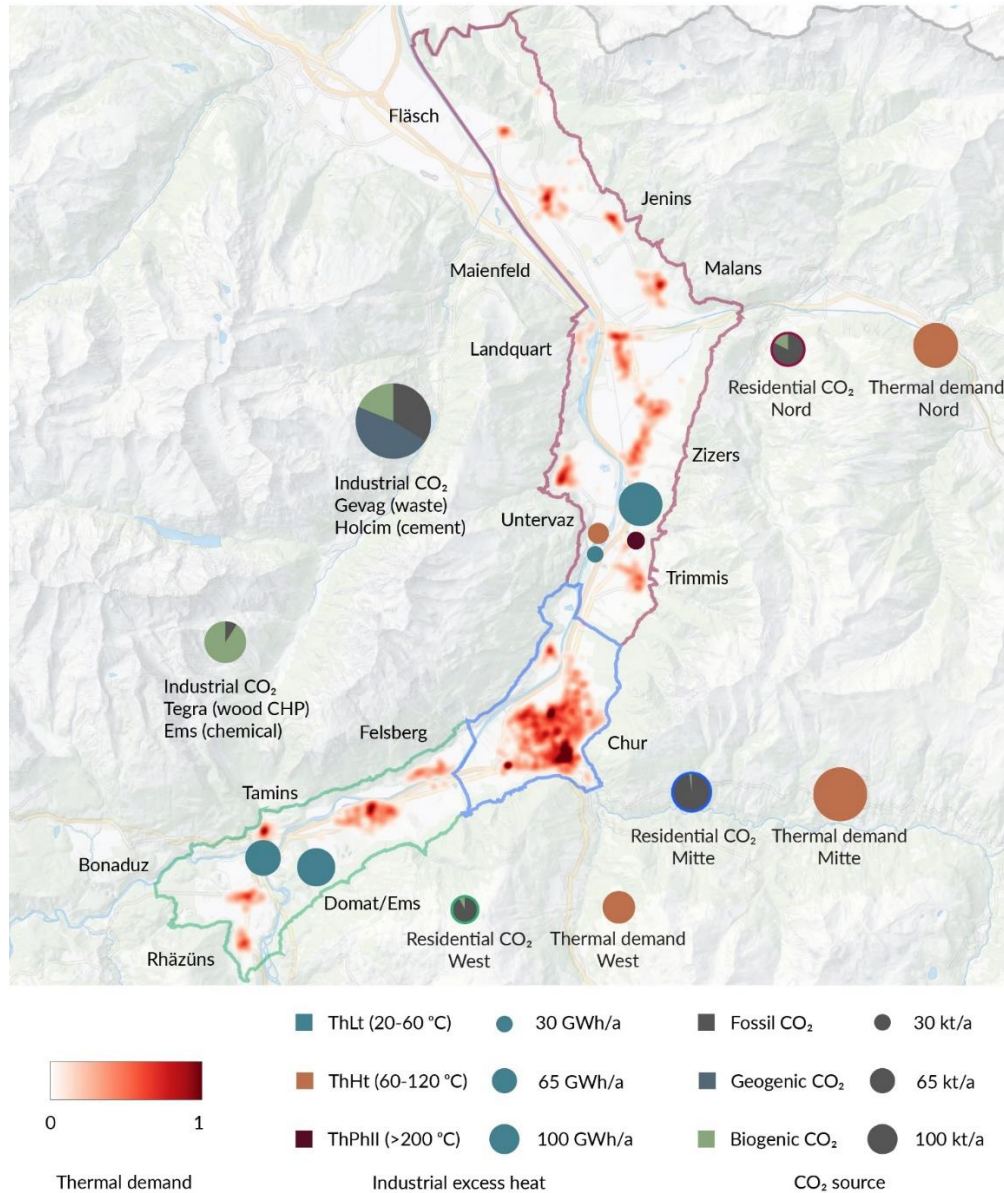 Fläsch
Jenins
Maienfeld
Malans
Landquart
Residential CO₂
Nord
Thermal demand
Nord
Industrial CO₂
Gevag (waste)
Holcim (cement)
Zizers
Untervaz
Trimmis
Industrial CO₂
Tegra (wood CHP)
Ems (chemical)
Felsberg
Chur
Tamins
Residential CO₂
Mitte
Thermal demand
Mitte
Bonaduz
Domat/Ems
Rhäzüns
Residential CO₂
West
Thermal demand
West
0
1
Thermal demand
ThLt (20-60 °C)
30 GWh/a
ThHt (60-120 °C)
65 GWh/a
ThPhII (>200 °C)
100 GWh/a
Industrial excess heat
Fossil CO₂
30 kt/a
Geogenic CO₂
65 kt/a
Biogenic CO₂
100 kt/a
CO₂ source